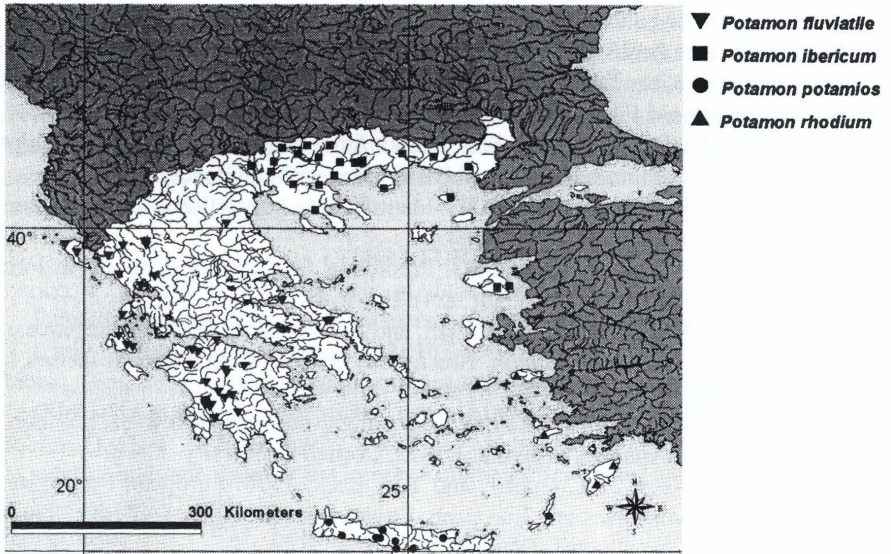 Potamon fluviatile
Potamon ibericum
Potamon potamios
Potamon rhodium
40°
20°
25°
0 300 Kilometers
N
W E
S